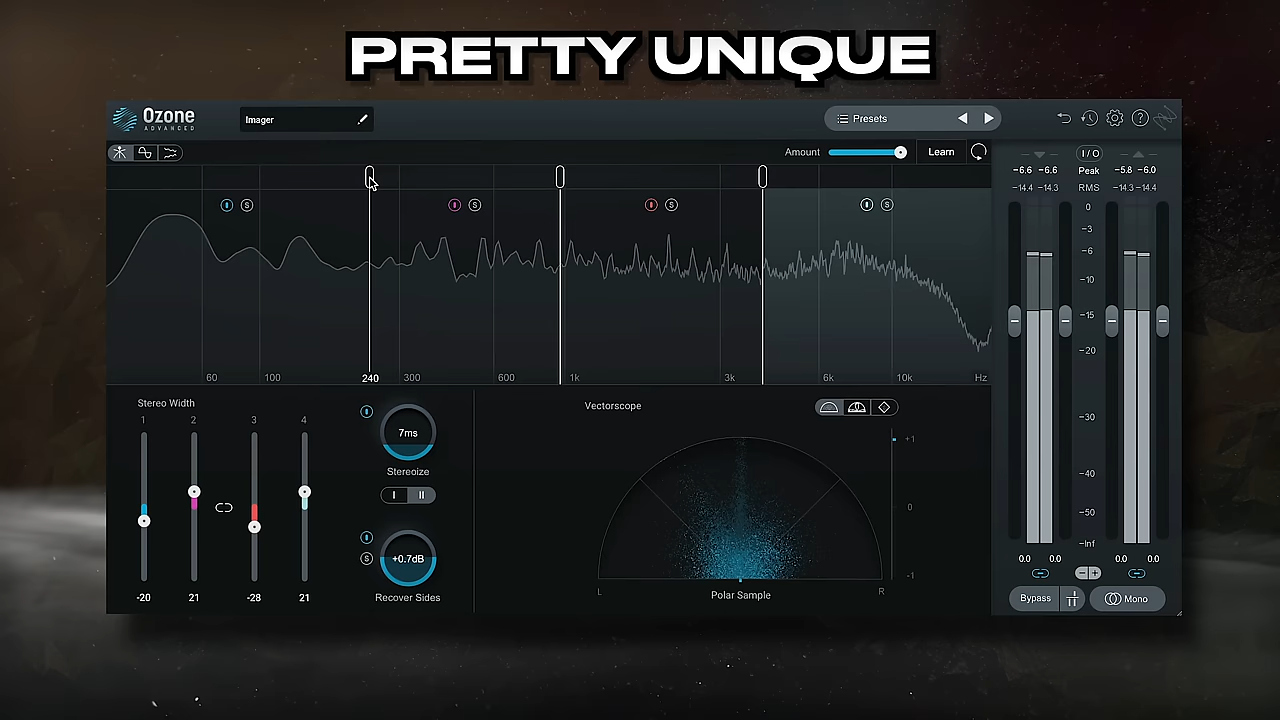 PRETTY UNIQUE
Ozone
ADVANCED
Imager
Presets
Amount
Learn
I/O
-6.6 -6.6 Peak -5.8 -6.0
-14.4 -14.3 RMS -14.3 -14.4
S
S
S
S
0
-3
-6
-10
-15
-20
-30
-40
-50
-Inf
60 100 240 300 600 1k 3k 6k 10k Hz
Stereo Width
1 2 3 4
-20 21 -28 21
7ms
Stereoize
I II
S
+0.7dB
Recover Sides
Vectorscope
+1
0
-1
L R
Polar Sample
0.0 0.0 0.0 0.0
Bypass
Mono